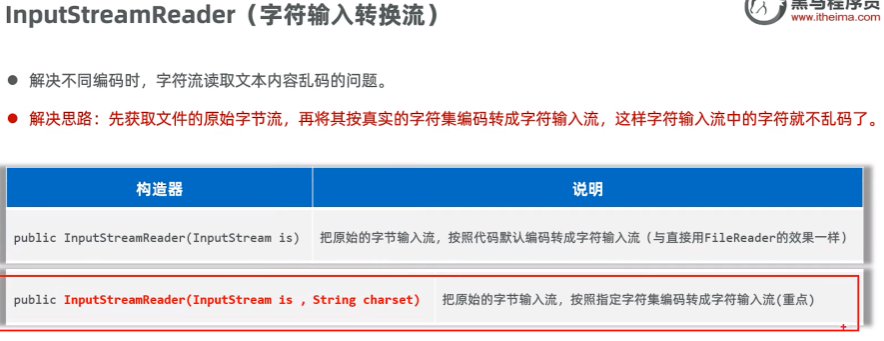 InputStreamReader（字符输入转换流）
黑马程序员
www.itheima.com
● 解决不同编码时，字符流读取文本内容乱码的问题。
● 解决思路：先获取文件的原始字节流，再将其按真实的字符集编码转成字符输入流，这样字符输入流中的字符就不乱码了。
构造器 说明
public InputStreamReader(InputStream is) 把原始的字节输入流，按照代码默认编码转成字符输入流（与直接用FileReader的效果一样）
public InputStreamReader(InputStream is , String charset) 把原始的字节输入流，按照指定字符集编码转成字符输入流(重点)